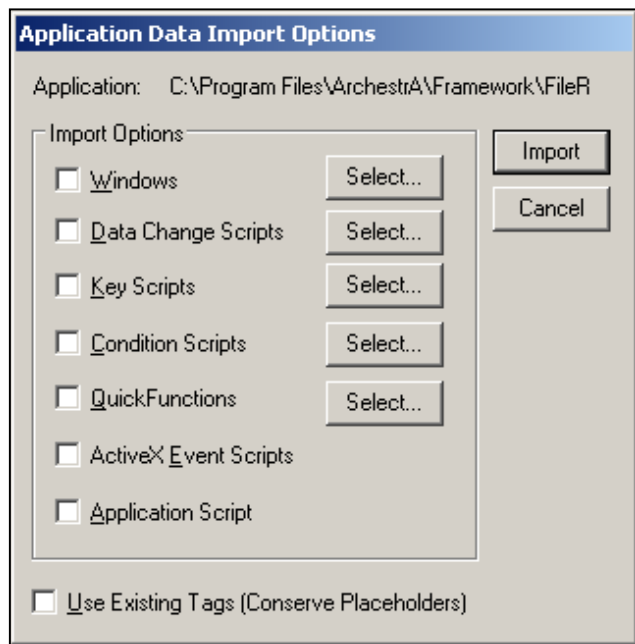 Application Data Import Options
Application: C:\Program Files\ArchestrA\Framework\FileR
Import Options
Windows Select...
Data Change Scripts Select...
Key Scripts Select...
Condition Scripts Select...
QuickFunctions Select...
ActiveX Event Scripts
Application Script
Import
Cancel
Use Existing Tags (Conserve Placeholders)